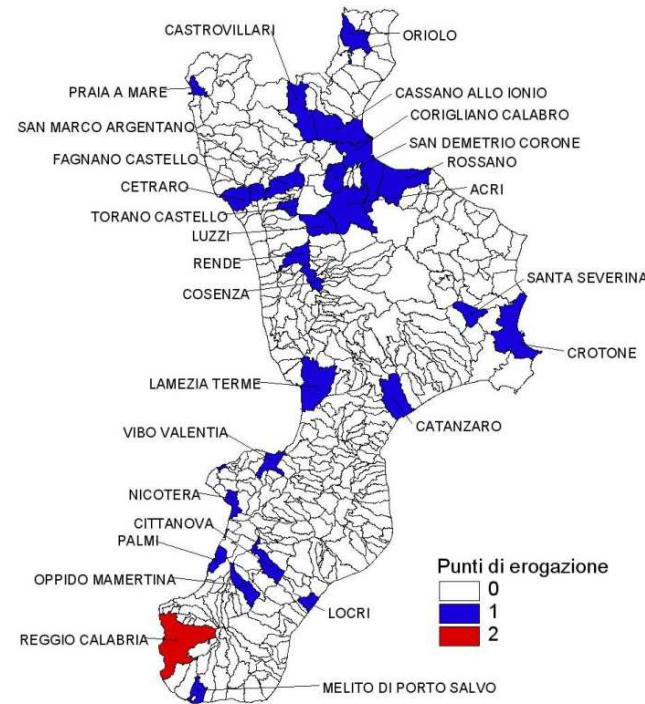 CASTROVILLARI
ORIOLO
PRAIA A MARE
CASSANO ALLO IONIO
CORIGLIANO CALABRO
SAN MARCO ARGENTANO
SAN DEMETRIO CORONE
FAGNANO CASTELLO
ROSSANO
CETRARO
ACRI
TORANO CASTELLO
LUZZI
RENDE
SANTA SEVERINA
COSENZA
CROTONE
LAMEZIA TERME
CATANZARO
VIBO VALENTIA
NICOTERA
CITTANOVA
PALMI
OPPIDO MAMERTINA
LOCRI
REGGIO CALABRIA
MELITO DI PORTO SALVO
Punti di erogazione
0
1
2